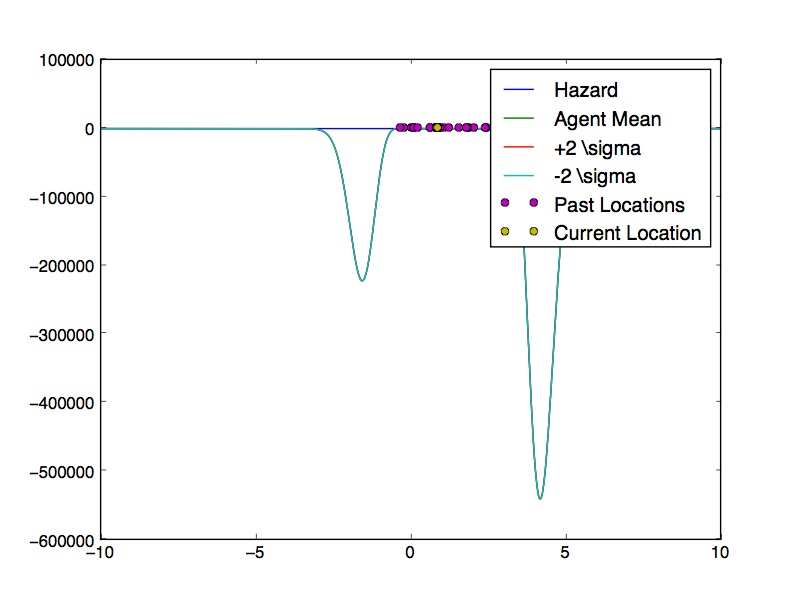 100000
0
−100000
−200000
−300000
−400000
−500000
−600000
−10
−5
0
5
10
Hazard
Agent Mean
+2 \sigma
-2 \sigma
Past Locations
Current Location